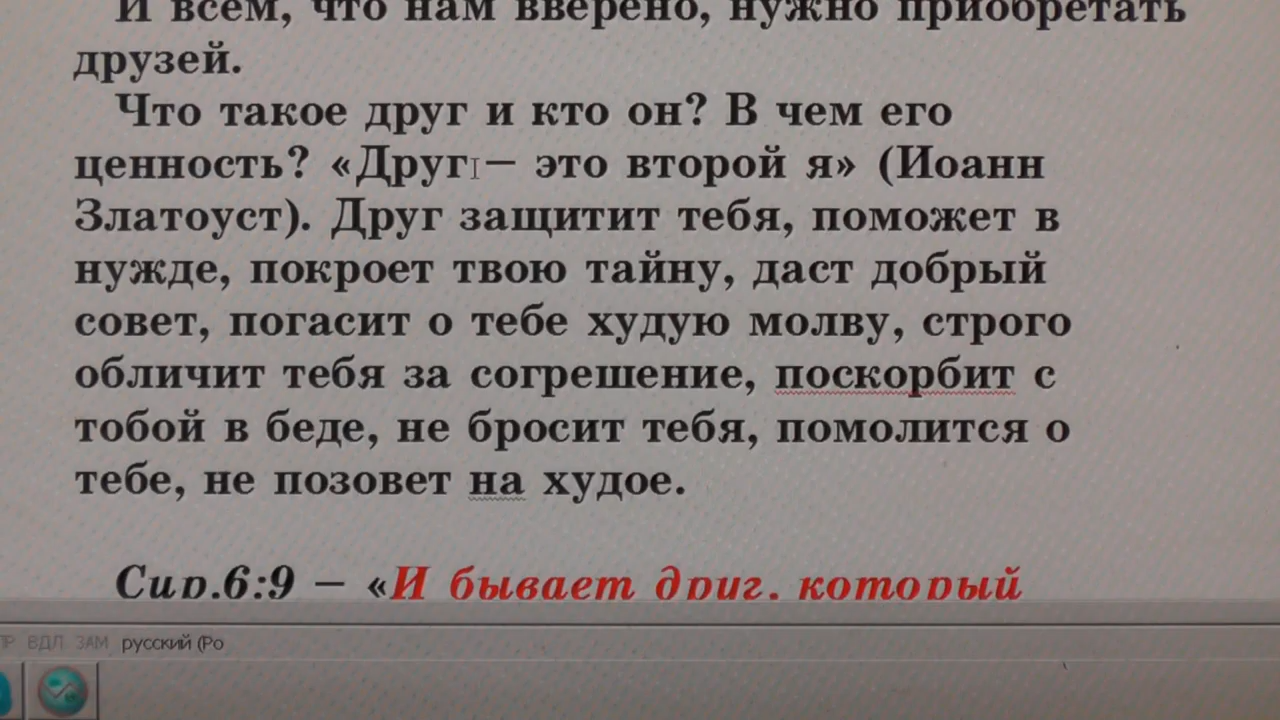 И всем, что нам вверено, нужно приобретать
друзей.
Что такое друг и кто он? В чем его
ценность? «Друг – это второй я» (Иоанн
Златоуст). Друг защитит тебя, поможет в
нужде, покроет твою тайну, даст добрый
совет, погасит о тебе худую молву, строго
обличит тебя за согрешение, поскорбит с
тобой в беде, не бросит тебя, помолится о
тебе, не позовет на худое.
Сир.6:9 – «И бывает друг, который
ВДЛ ЗАМ русский (Ро